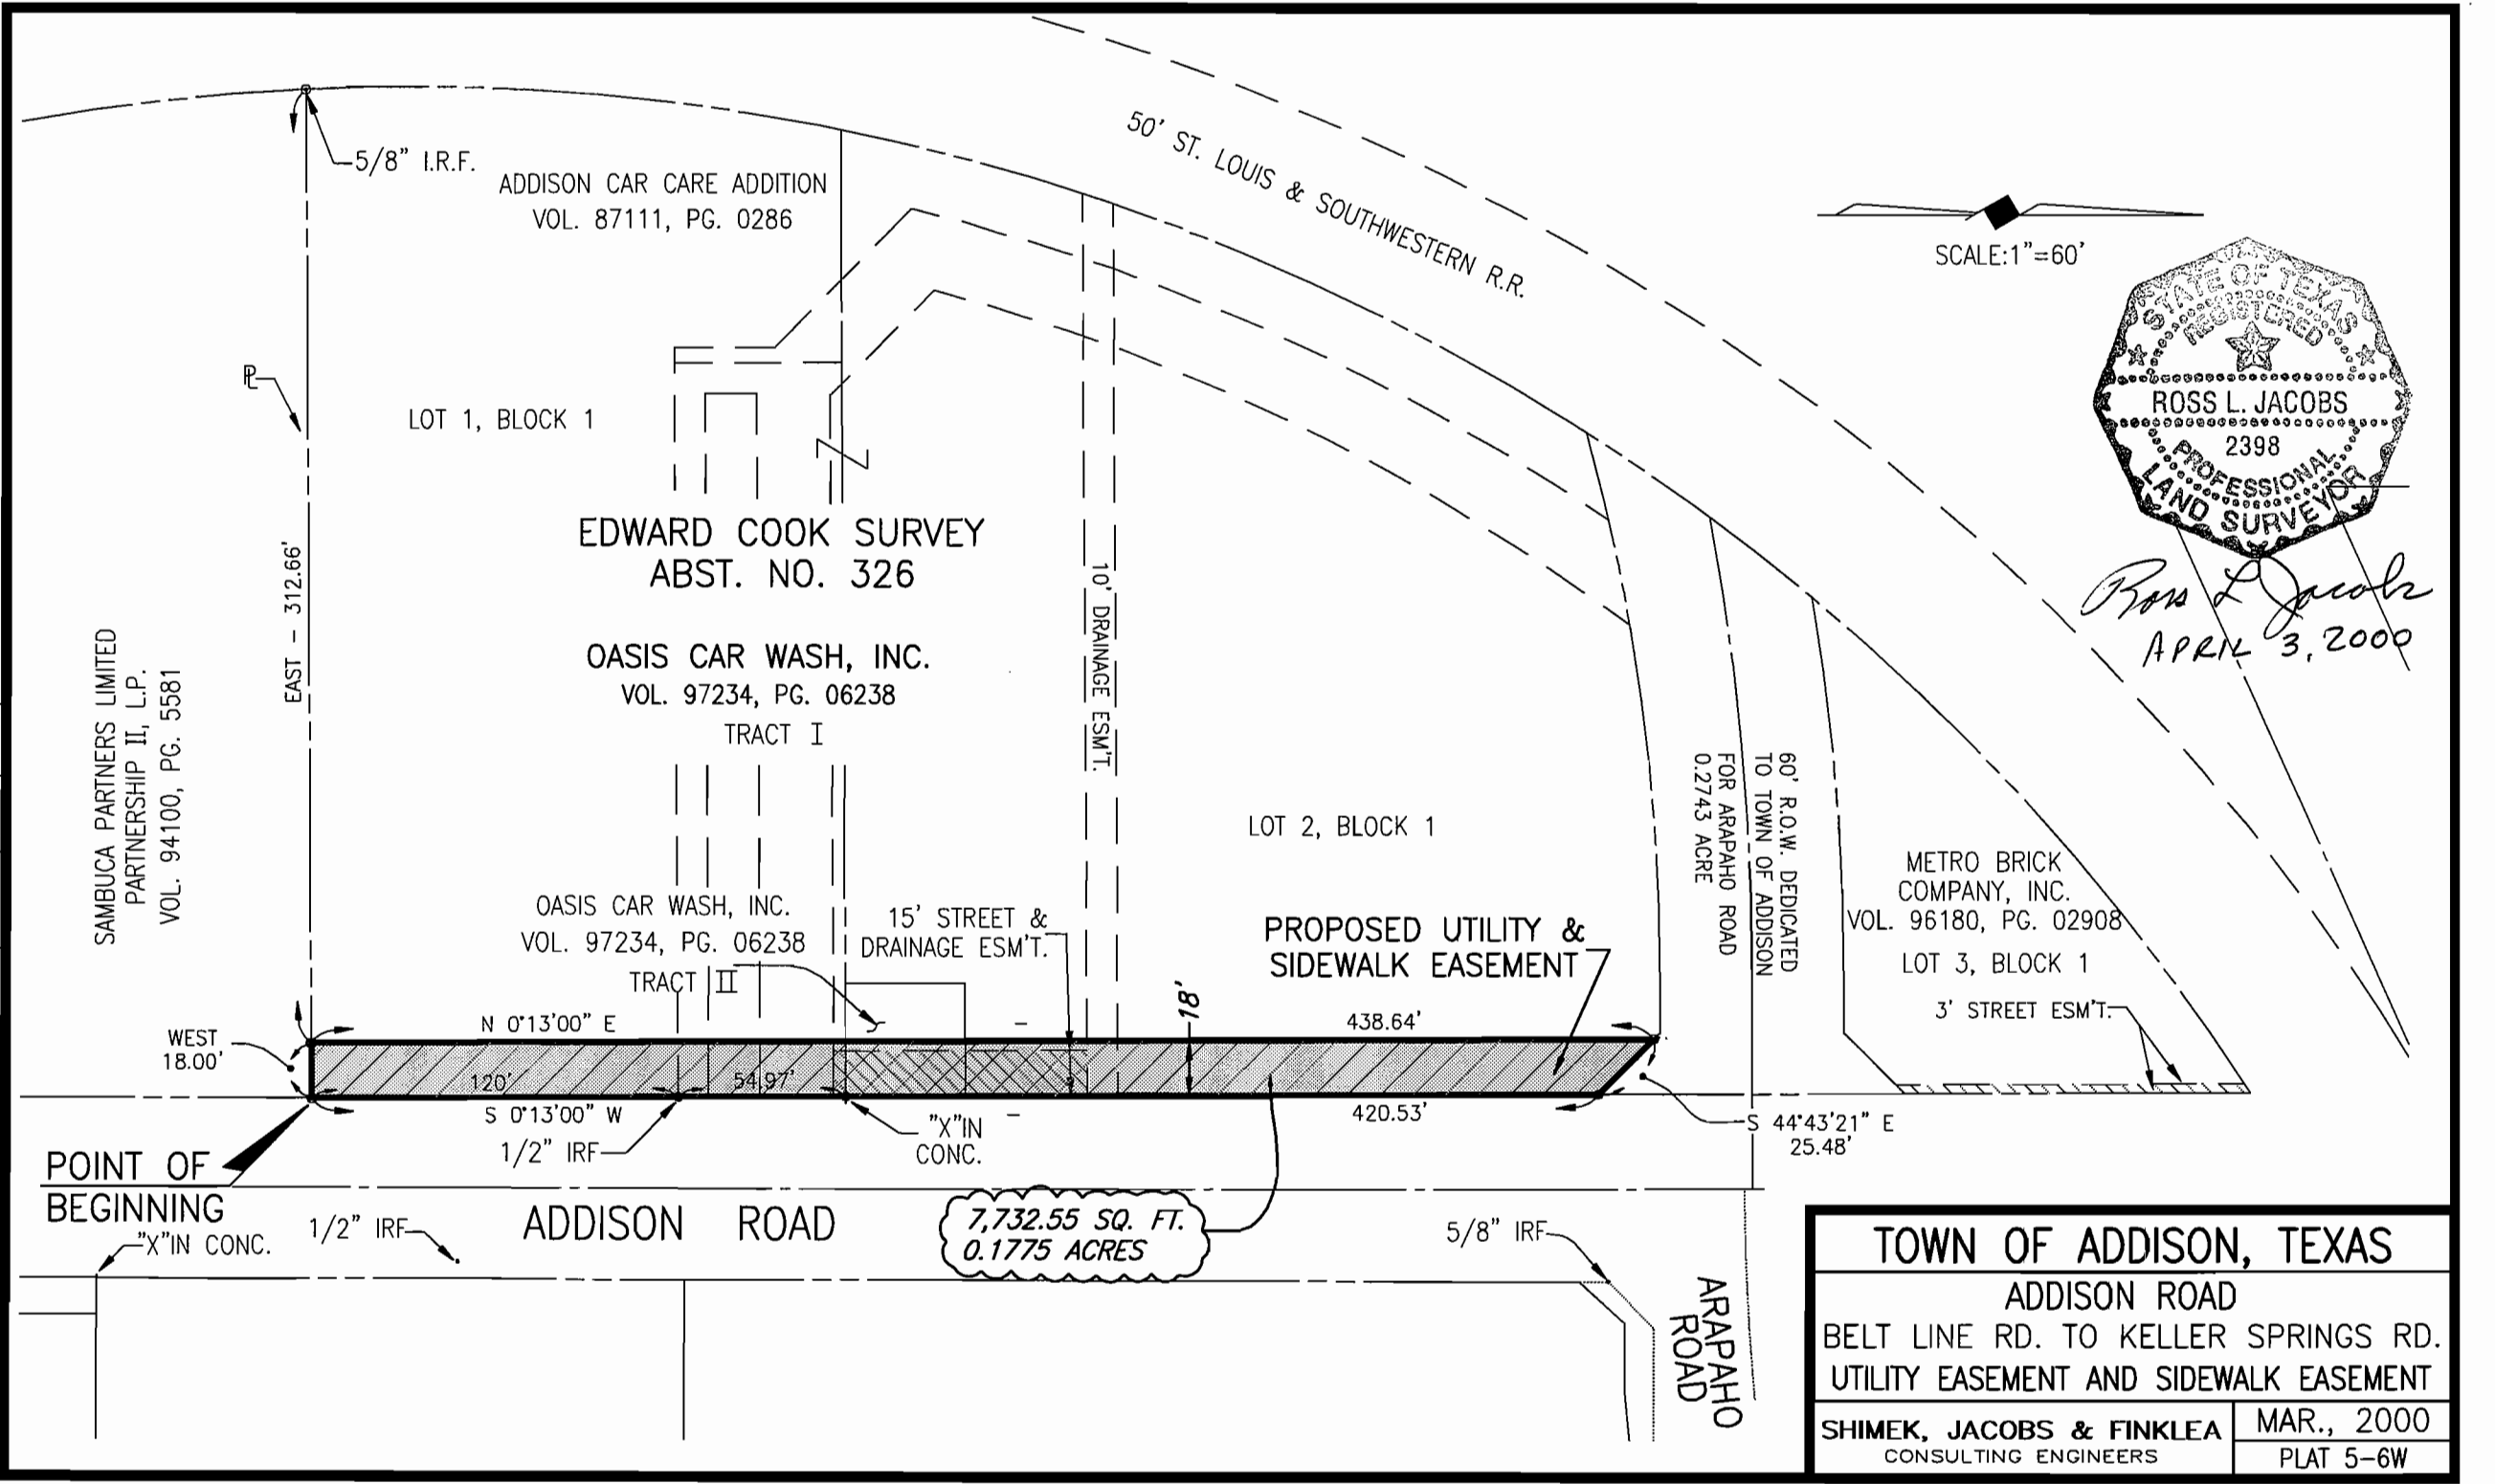 50' ST. LOUIS & SOUTHWESTERN R.R.
5/8" I.R.F.
ADDISON CAR CARE ADDITION
VOL. 87111, PG. 0286
SCALE:1"=60'
STATE OF TEXAS
REGISTERED
ROSS L. JACOBS
2398
PROFESSIONAL
LAND SURVEYOR
Ross L Jacobs
APRIL 3, 2000
PL
LOT 1, BLOCK 1
EAST - 312.66'
EDWARD COOK SURVEY
ABST. NO. 326
10' DRAINAGE ESM'T.
OASIS CAR WASH, INC.
VOL. 97234, PG. 06238
TRACT I
SAMBUCA PARTNERS LIMITED
PARTNERSHIP II, L.P.
VOL. 94100, PG. 5581
LOT 2, BLOCK 1
60' R.O.W. DEDICATED
TO TOWN OF ADDISON
FOR ARAPAHO ROAD
0.2743 ACRE
METRO BRICK
COMPANY, INC.
VOL. 96180, PG. 02908
LOT 3, BLOCK 1
3' STREET ESM'T.
OASIS CAR WASH, INC.
VOL. 97234, PG. 06238
TRACT II
15' STREET &
DRAINAGE ESM'T.
PROPOSED UTILITY &
SIDEWALK EASEMENT
18'
WEST
18.00'
N 0°13'00" E
438.64'
120'
54.97'
S 0°13'00" W
420.53'
1/2" IRF
"X"IN
CONC.
S 44°43'21" E
25.48'
POINT OF
BEGINNING
"X"IN CONC.
1/2" IRF
ADDISON ROAD
7,732.55 SQ. FT.
0.1775 ACRES
5/8" IRF
ARAPAHO
ROAD
TOWN OF ADDISON, TEXAS
ADDISON ROAD
BELT LINE RD. TO KELLER SPRINGS RD.
UTILITY EASEMENT AND SIDEWALK EASEMENT
SHIMEK, JACOBS & FINKLEA
CONSULTING ENGINEERS
MAR., 2000
PLAT 5-6W